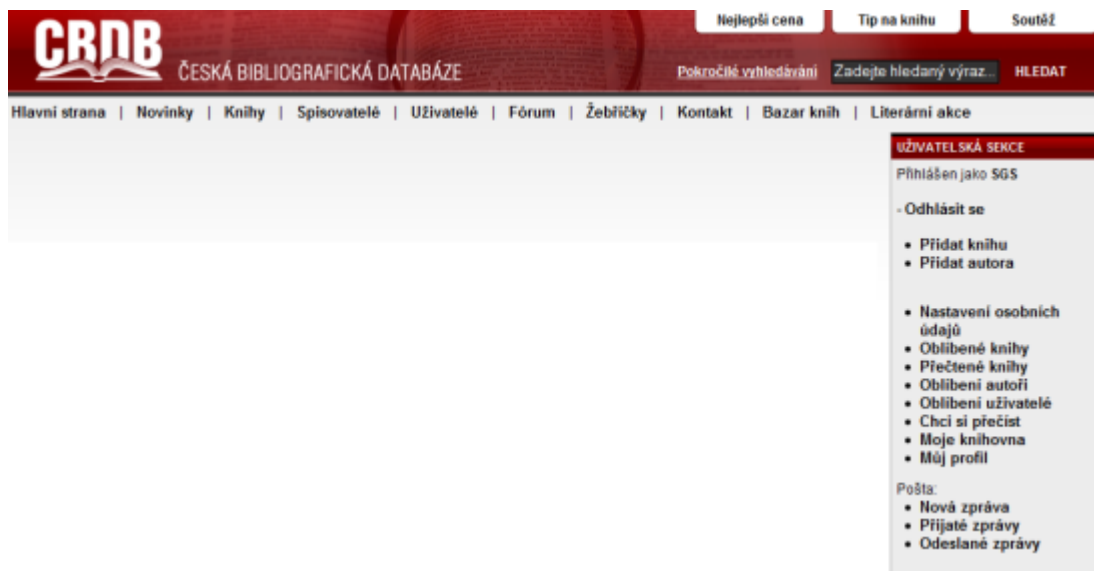 Nejlepší cena
Tip na knihu
Soutěž
CBDB
ČESKÁ BIBLIOGRAFICKÁ DATABÁZE
Pokročilé vyhledávání
Zadejte hledaný výraz...
HLEDAT
Hlavní strana | Novinky | Knihy | Spisovatelé | Uživatelé | Fórum | Žebříčky | Kontakt | Bazar knih | Literární akce
UŽIVATELSKÁ SEKCE
Přihlášen jako SGS
- Odhlásit se
• Přidat knihu
• Přidat autora
• Nastavení osobních
údajů
• Oblíbené knihy
• Přečtené knihy
• Oblíbení autoři
• Oblíbení uživatelé
• Chci si přečíst
• Moje knihovna
• Můj profil
Pošta:
• Nová zpráva
• Přijaté zprávy
• Odeslané zprávy